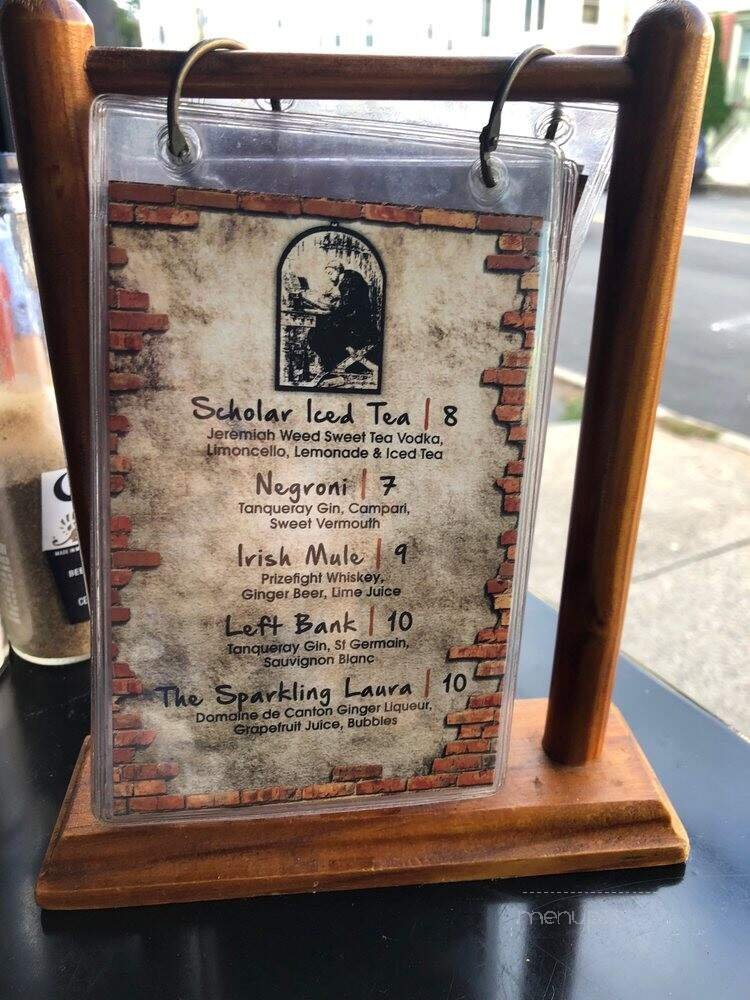 Scholar Iced Tea | 8
Jeremiah Weed Sweet Tea Vodka,
Limoncello, Lemonade & Iced Tea
Negroni | 7
Tanqueray Gin, Campari,
Sweet Vermouth
Irish Mule | 9
Prizefight Whiskey,
Ginger Beer, Lime Juice
Left Bank | 10
Tanqueray Gin, St Germain,
Sauvignon Blanc
The Sparkling Laura | 10
Domaine de Canton Ginger Liqueur,
Grapefruit Juice, Bubbles
MADE IN